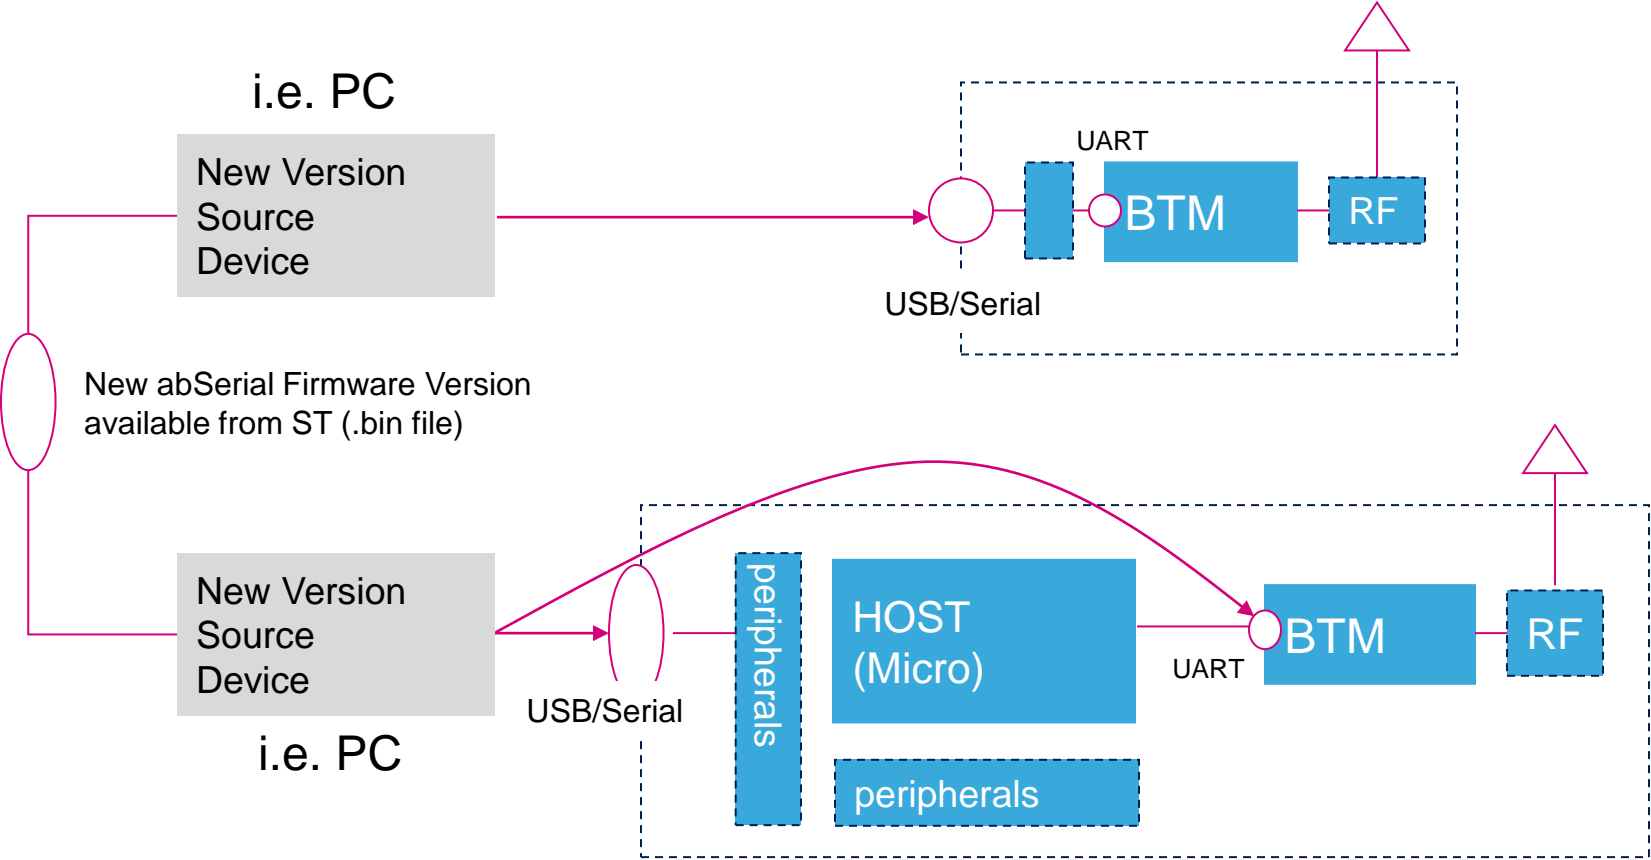 i.e. PC
New Version
Source
Device
UART
BTM
RF
USB/Serial
New abSerial Firmware Version
available from ST (.bin file)
New Version
Source
Device
i.e. PC
USB/Serial
peripherals
HOST
(Micro)
peripherals
UART
BTM
RF